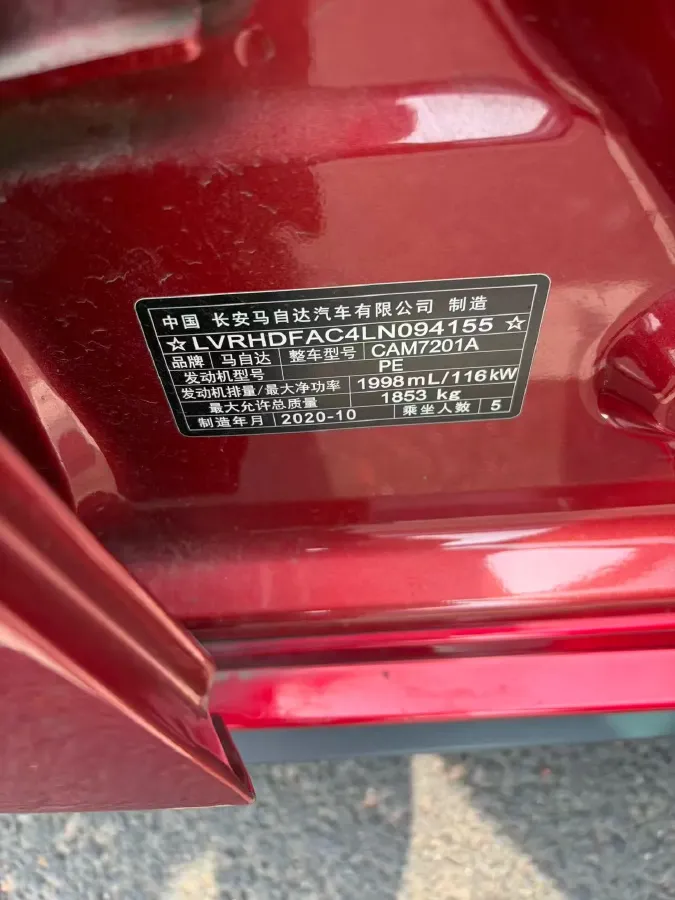 中国 长安马自达汽车有限公司 制造
☆LVRHDFAC4LN094155☆
品牌 马自达 整车型号 CAM7201A
发动机型号 PE
发动机排量/最大净功率 1998mL/116kW
最大允许总质量 1853 kg
制造年月 2020-10 乘坐人数 5